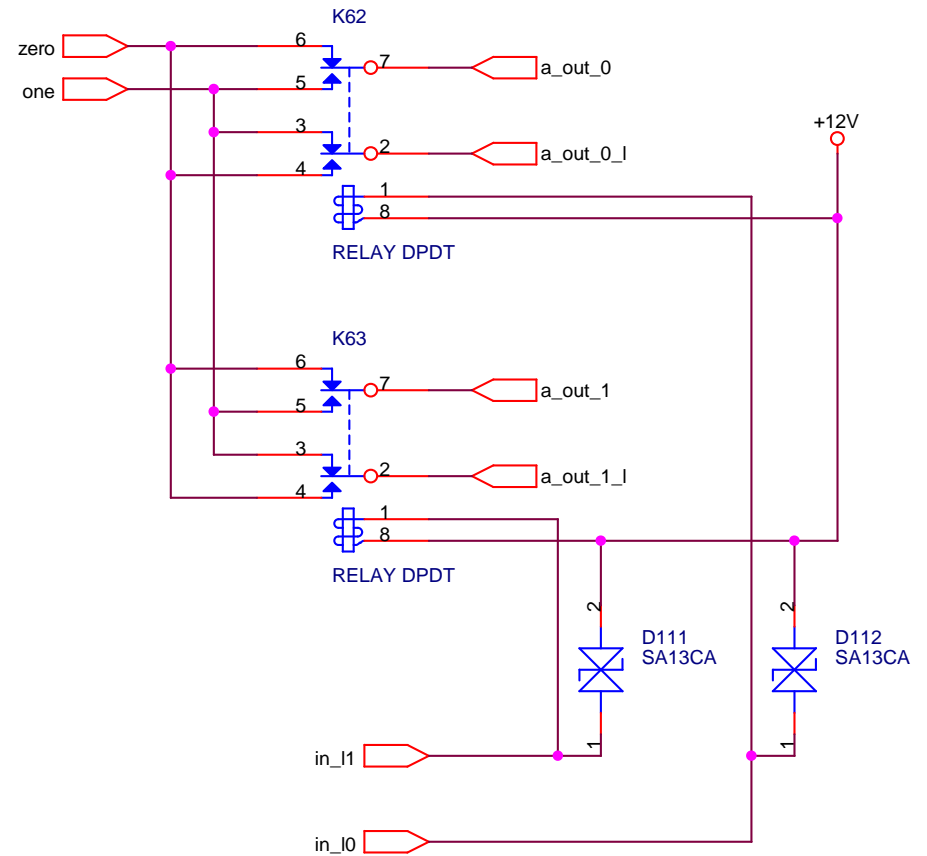 K62
zero
6
7
a_out_0
one
5
+12V
3
2
a_out_0_l
4
1
8
RELAY DPDT
K63
6
7
a_out_1
5
3
2
a_out_1_l
4
1
8
RELAY DPDT
2
2
D111
SA13CA
D112
SA13CA
1
1
in_l1
in_l0